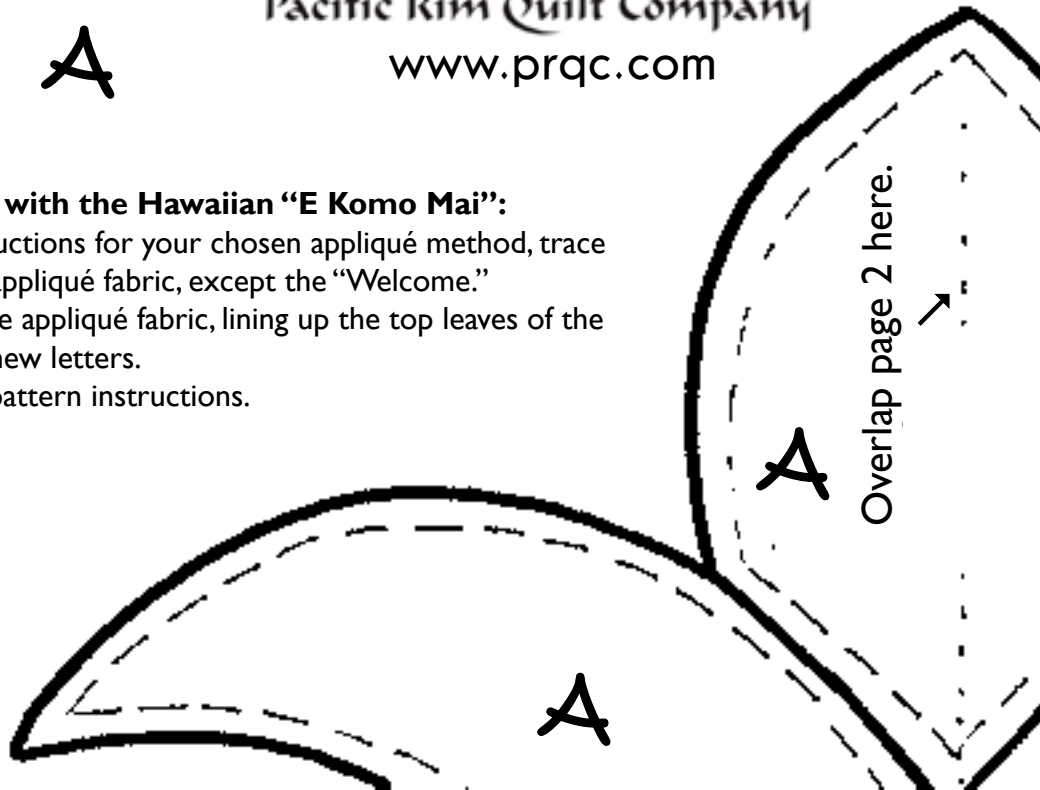 Pacific Rim Quilt Company
www.prqc.com
A
with the Hawaiian “E Komo Mai”:
uctions for your chosen appliqué method, trace
appliqué fabric, except the “Welcome.”
e appliqué fabric, lining up the top leaves of the
new letters.
pattern instructions.
Overlap page 2 here.
A
A